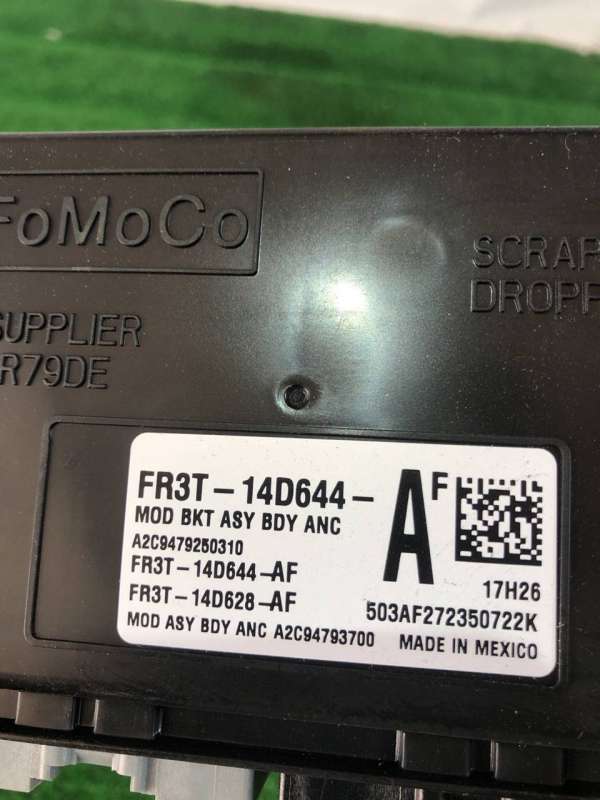 FoMoCo
SCRAP
SUPPLIER
R79DE
FR3T-14D644-
AF
MOD BKT ASY BDY ANC
A2C9479250310
FR3T-14D644-AF
FR3T-14D628-AF
17H26
503AF272350722K
MOD ASY BDY ANC A2C94793700
MADE IN MEXICO